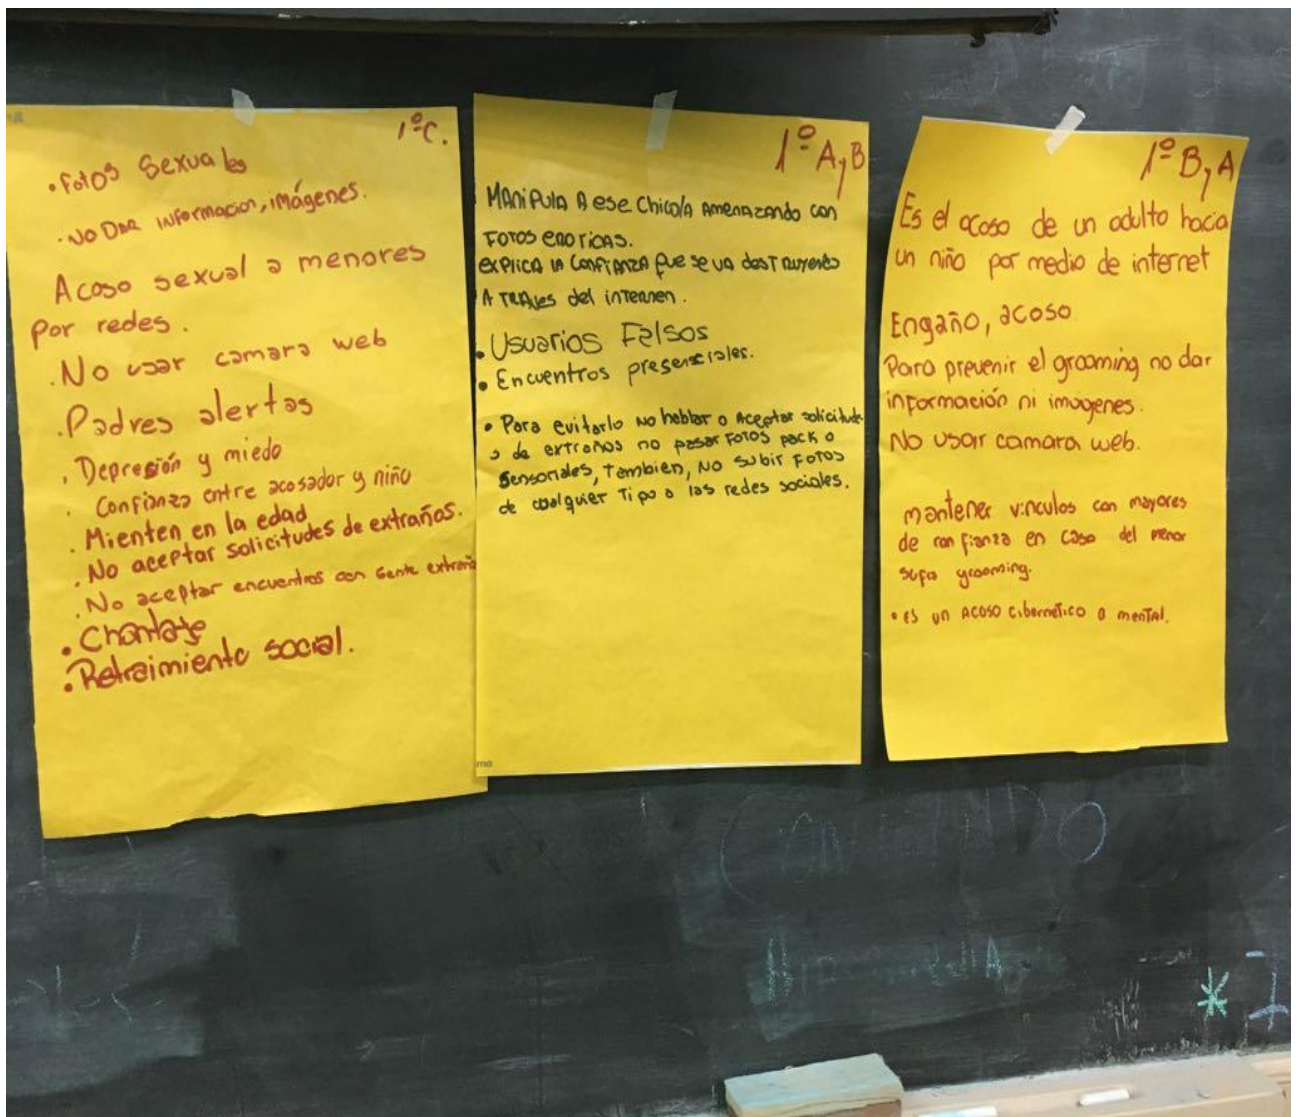 1º C.
• Fotos sexuales
• No Dar informacion, imágenes.
Acoso sexual a menores
por redes.
. No usar camara web
. Padres alertas
. Depresión y miedo
. Confianza entre acosador y niño
. Mienten en la edad
. No aceptar solicitudes de extraños.
. No aceptar encuentros con gente extraña
• Chantaje
• Retraimiento social.
1º A y B
Manipula a ese chico/a amenazando con
fotos eroticas.
explica la confianza que se va destruyendo
a traves del internen.
• Usuarios Falsos
• Encuentros presenciales.
• Para evitarlo no hablar o aceptar solicitude
s de extraños no pasar fotos pack o
sensoriales, tambien, no subir fotos
de cualquier tipo a las redes sociales.
1º B y A
Es el acoso de un adulto hacia
un niño por medio de internet
Engaño, acoso.
Para prevenir el grooming no dar
información ni imagenes.
No usar camara web.
mantener vinculos con mayores
de confianza en caso del menor
sufra grooming.
• es un acoso cibernetico o mental.